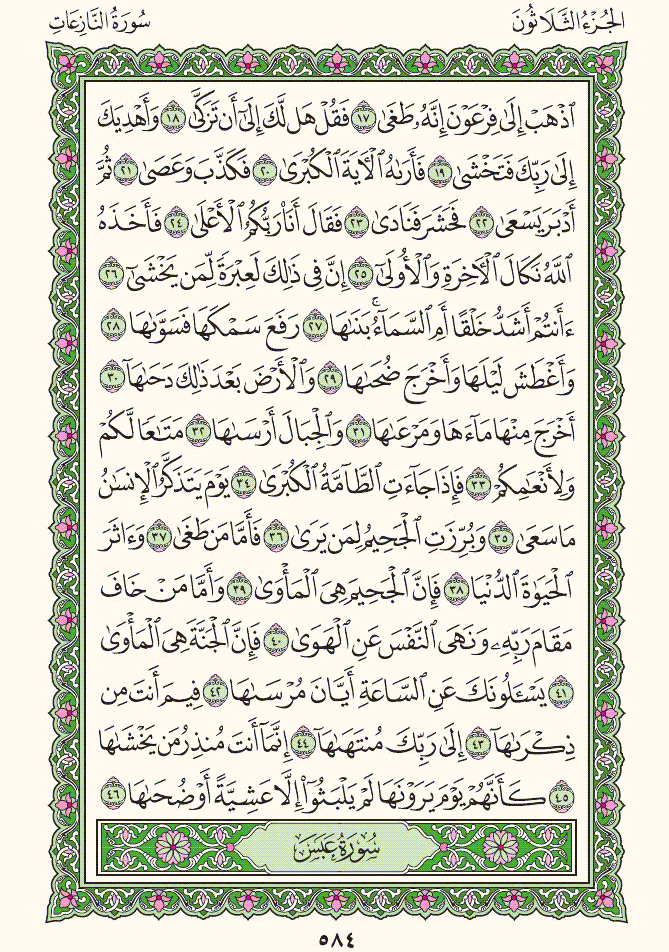 الجُزْءُ الثَّلَاثُونَ
سُورَةُ النَّازِعَاتِ
ٱذۡهَبۡ إِلَىٰ فِرۡعَوۡنَ إِنَّهُۥ طَغَىٰ ١٧ فَقُلۡ هَل لَّكَ إِلَىٰٓ أَن تَزَكَّىٰ ١٨ وَأَهۡدِيَكَ
إِلَىٰ رَبِّكَ فَتَخۡشَىٰ ١٩ فَأَرَىٰهُ ٱلۡأٓيَةَ ٱلۡكُبۡرَىٰ ٢٠ فَكَذَّبَ وَعَصَىٰ ٢١ ثُمَّ
أَدۡبَرَ يَسۡعَىٰ ٢٢ فَحَشَرَ فَنَادَىٰ ٢٣ فَقَالَ أَنَا۠ رَبُّكُمُ ٱلۡأَعۡلَىٰ ٢٤ فَأَخَذَهُ
ٱللَّهُ نَكَالَ ٱلۡأٓخِرَةِ وَٱلۡأُولَىٰٓ ٢٥ إِنَّ فِي ذَٰلِكَ لَعِبۡرَةٗ لِّمَن يَخۡشَىٰٓ ٢٦
ءَأَنتُمۡ أَشَدُّ خَلۡقًا أَمِ ٱلسَّمَآءُۚ بَنَىٰهَا ٢٧ رَفَعَ سَمۡكَهَا فَسَوَّىٰهَا ٢٨
وَأَغۡطَشَ لَيۡلَهَا وَأَخۡرَجَ ضُحَىٰهَا ٢٩ وَٱلۡأَرۡضَ بَعۡدَ ذَٰلِكَ دَحَىٰهَآ ٣٠
أَخۡرَجَ مِنۡهَا مَآءَهَا وَمَرۡعَىٰهَا ٣١ وَٱلۡجِبَالَ أَرۡسَىٰهَا ٣٢ مَتَٰعٗا لَّكُمۡ
وَلِأَنۡعَٰمِكُمۡ ٣٣ فَإِذَا جَآءَتِ ٱلطَّآمَّةُ ٱلۡكُبۡرَىٰ ٣٤ يَوۡمَ يَتَذَكَّرُ ٱلۡإِنسَٰنُ
مَا سَعَىٰ ٣٥ وَبُرِّزَتِ ٱلۡجَحِيمُ لِمَن يَرَىٰ ٣٦ فَأَمَّا مَن طَغَىٰ ٣٧ وَءَاثَرَ
ٱلۡحَيَوٰةَ ٱلدُّنۡيَا ٣٨ فَإِنَّ ٱلۡجَحِيمَ هِيَ ٱلۡمَأۡوَىٰ ٣٩ وَأَمَّا مَنۡ خَافَ
مَقَامَ رَبِّهِۦ وَنَهَى ٱلنَّفۡسَ عَنِ ٱلۡهَوَىٰ ٤٠ فَإِنَّ ٱلۡجَنَّةَ هِيَ ٱلۡمَأۡوَىٰ
٤١ يَسۡـَٔلُونَكَ عَنِ ٱلسَّاعَةِ أَيَّانَ مُرۡسَىٰهَا ٤٢ فِيمَ أَنتَ مِن
ذِكۡرَىٰهَآ ٤٣ إِلَىٰ رَبِّكَ مُنتَهَىٰهَآ ٤٤ إِنَّمَآ أَنتَ مُنذِرُ مَن يَخۡشَىٰهَا
٤٥ كَأَنَّهُمۡ يَوۡمَ يَرَوۡنَهَا لَمۡ يَلۡبَثُوٓاْ إِلَّا عَشِيَّةً أَوۡ ضُحَىٰهَا ٤٦
سُورَةُ عَبَسَ
٥٨٤